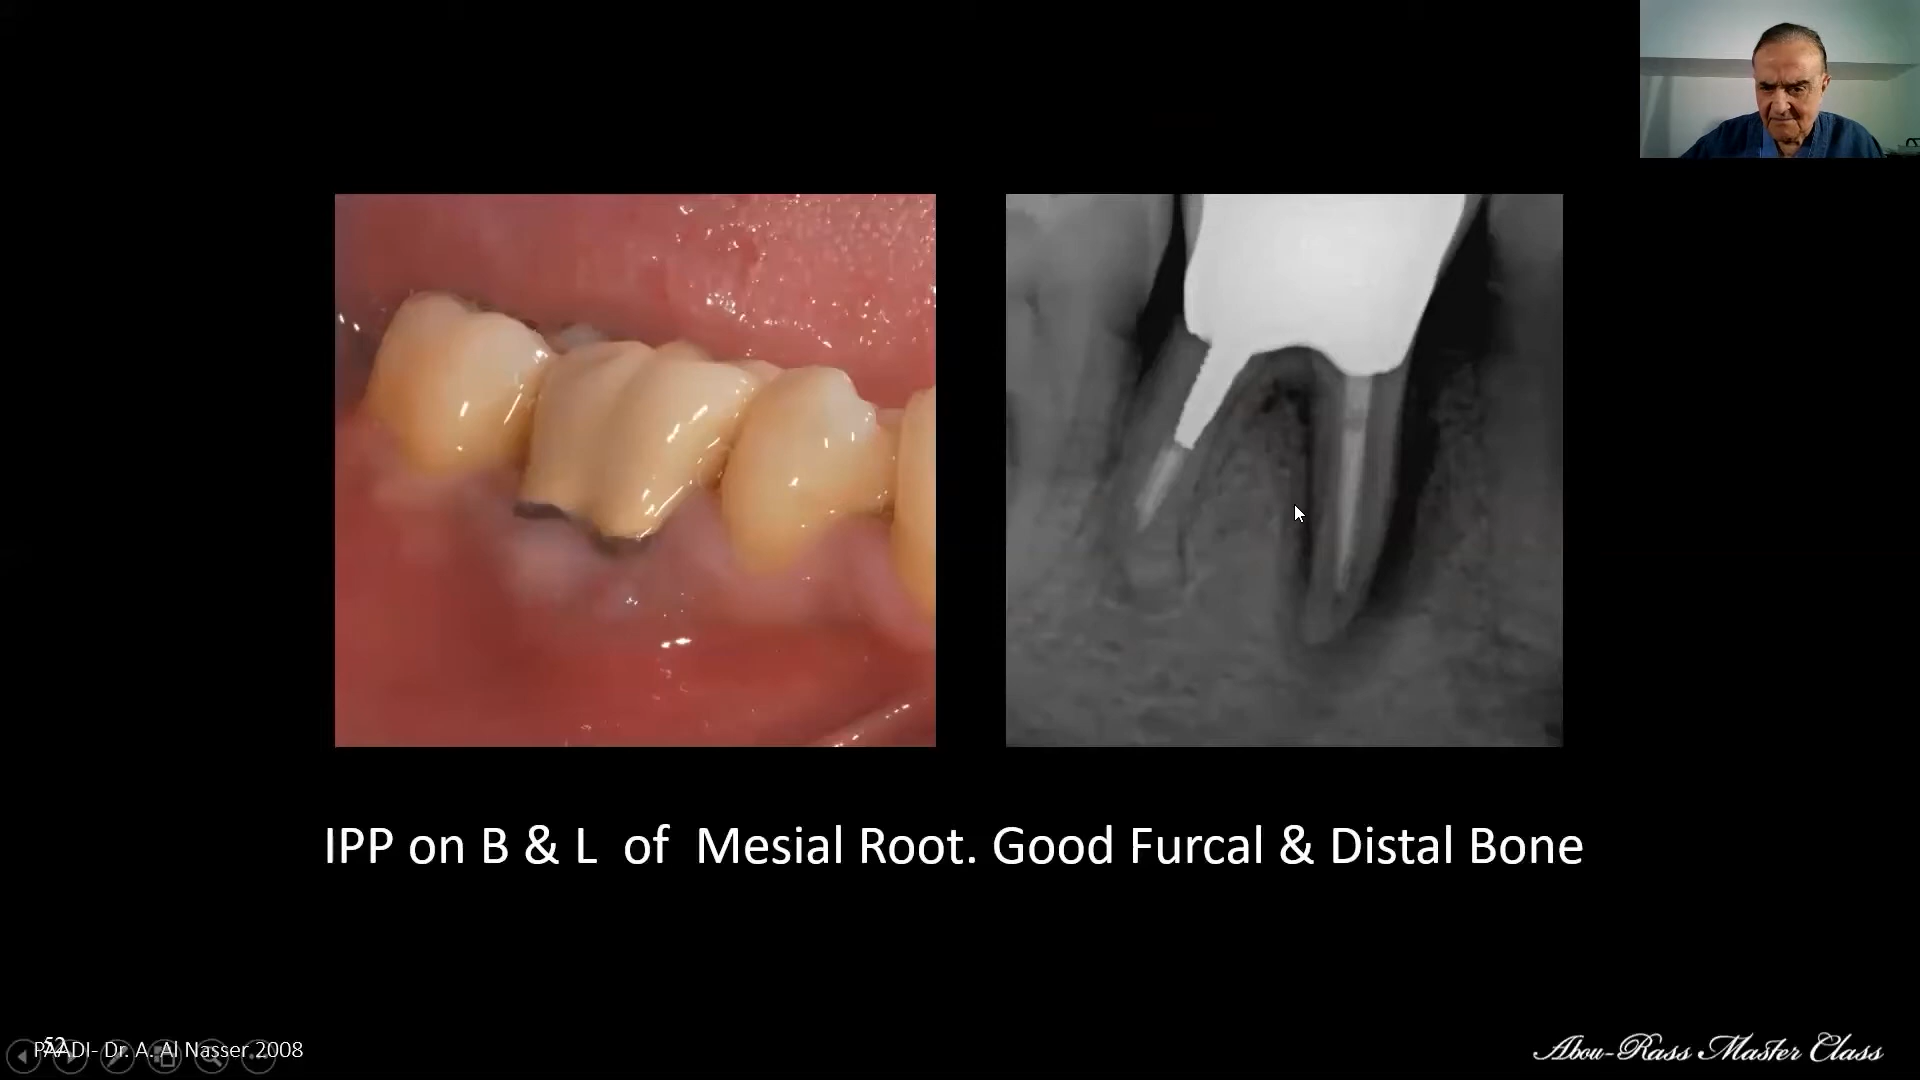 IPP on B & L of Mesial Root. Good Furcal & Distal Bone
52
PAADI- Dr. A. Al Nasser 2008
Abou-Rass Master Class